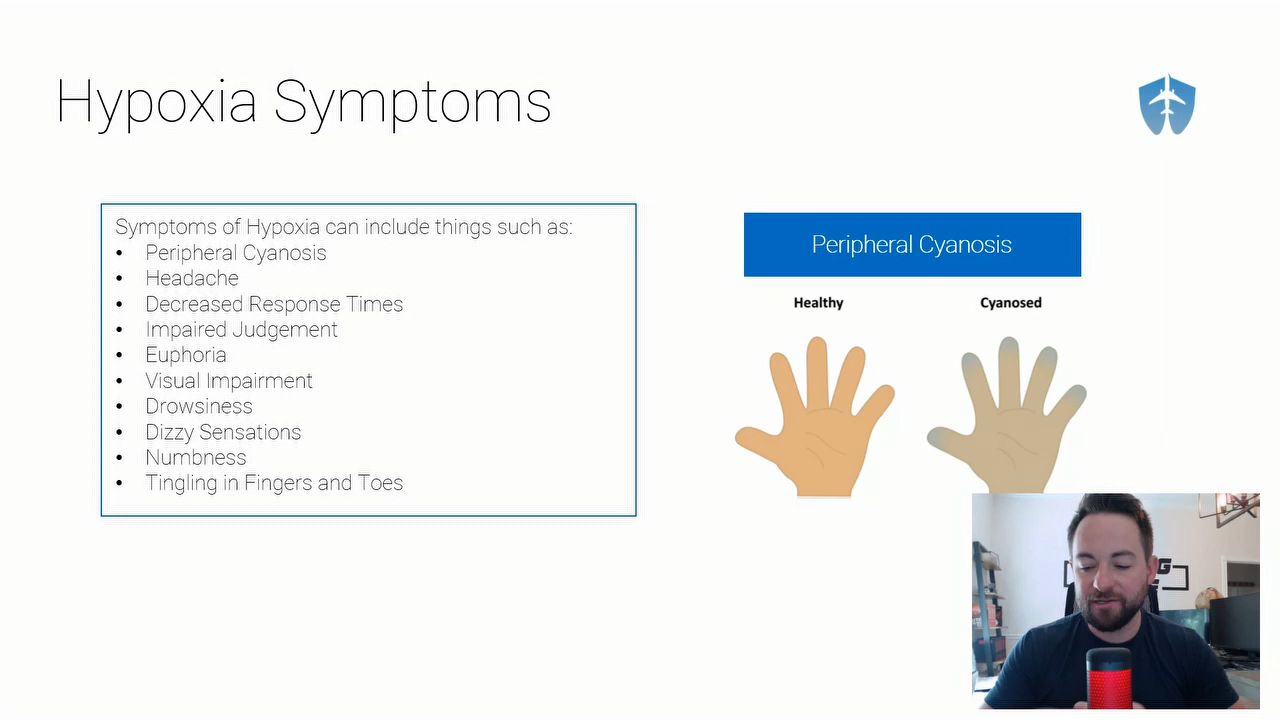 Hypoxia Symptoms
Symptoms of Hypoxia can include things such as:
• Peripheral Cyanosis
• Headache
• Decreased Response Times
• Impaired Judgement
• Euphoria
• Visual Impairment
• Drowsiness
• Dizzy Sensations
• Numbness
• Tingling in Fingers and Toes
Peripheral Cyanosis
Healthy
Cyanosed